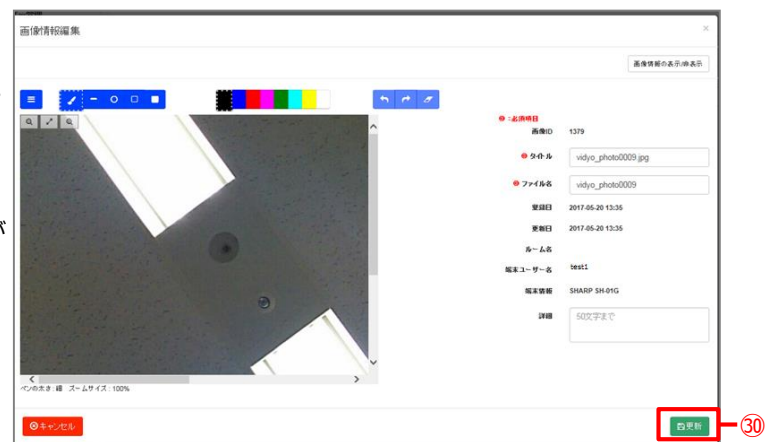 画像情報編集
×
画像情報の表示/非表示
：必須項目
画像ID 1379
タイトル vidyo_photo0009.jpg
ファイル名 vidyo_photo0009
登録日 2017-05-20 13:35
更新日 2017-05-20 13:35
ルーム名
端末ユーザー名 test1
端末情報 SHARP SH-01G
詳細 50文字まで
が
ペンの太さ: 細 ズームサイズ: 100%
キャンセル
更新
㉚